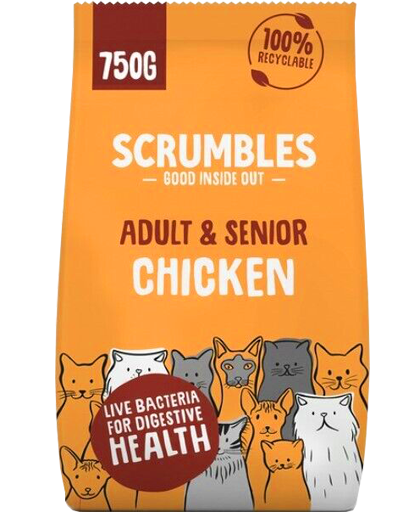 750G
100%
RECYCLABLE
SCRUMBLES
— GOOD INSIDE OUT —
ADULT & SENIOR
CHICKEN
LIVE BACTERIA
FOR DIGESTIVE
HEALTH